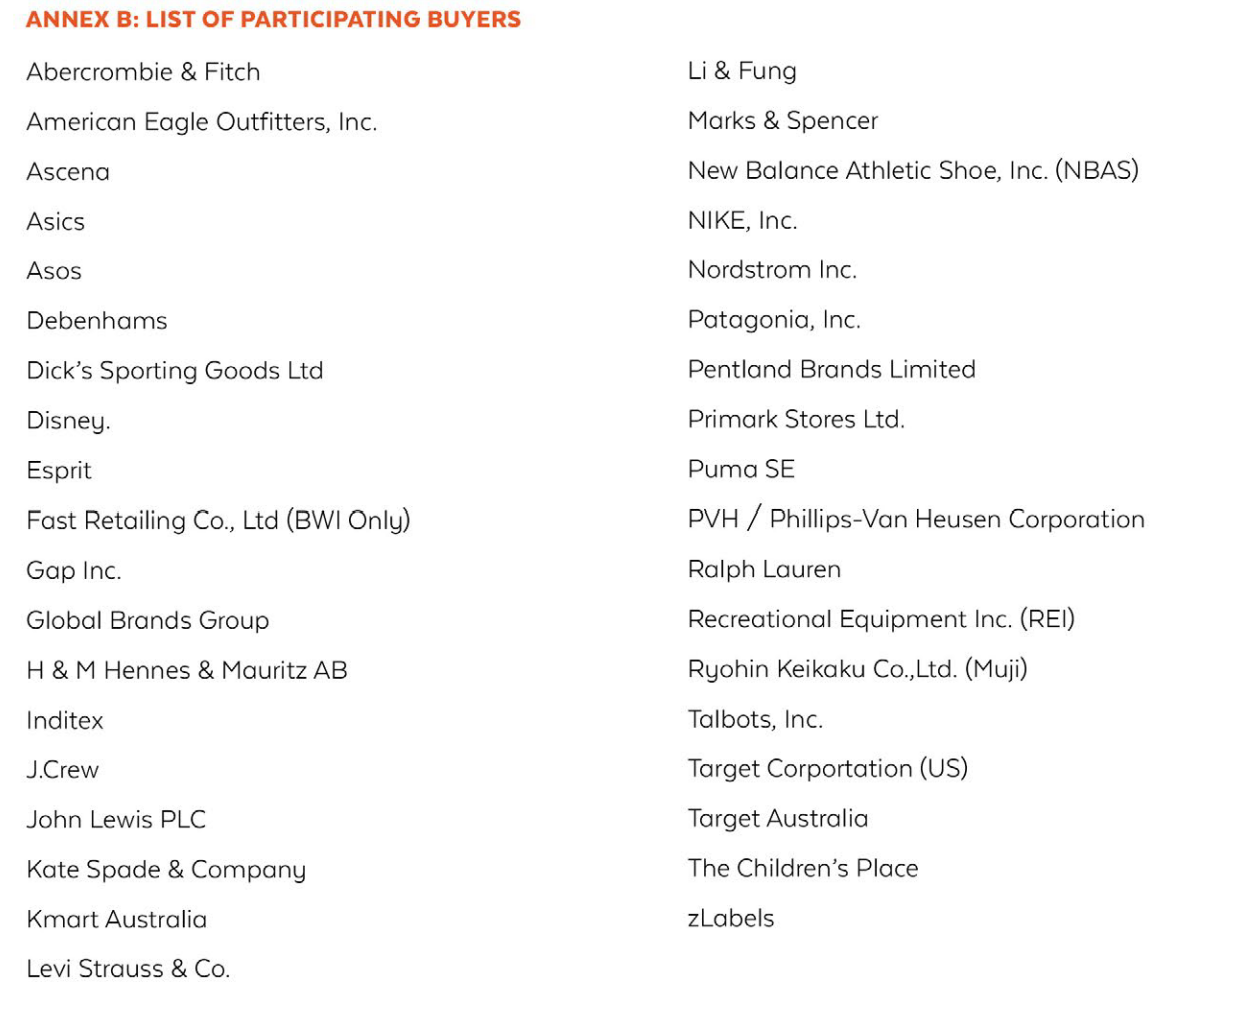 ANNEX B: LIST OF PARTICIPATING BUYERS
Abercrombie & Fitch
American Eagle Outfitters, Inc.
Ascena
Asics
Asos
Debenhams
Dick’s Sporting Goods Ltd
Disney.
Esprit
Fast Retailing Co., Ltd (BWI Only)
Gap Inc.
Global Brands Group
H & M Hennes & Mauritz AB
Inditex
J.Crew
John Lewis PLC
Kate Spade & Company
Kmart Australia
Levi Strauss & Co.
Li & Fung
Marks & Spencer
New Balance Athletic Shoe, Inc. (NBAS)
NIKE, Inc.
Nordstrom Inc.
Patagonia, Inc.
Pentland Brands Limited
Primark Stores Ltd.
Puma SE
PVH / Phillips-Van Heusen Corporation
Ralph Lauren
Recreational Equipment Inc. (REI)
Ryohin Keikaku Co.,Ltd. (Muji)
Talbots, Inc.
Target Corportation (US)
Target Australia
The Children’s Place
zLabels